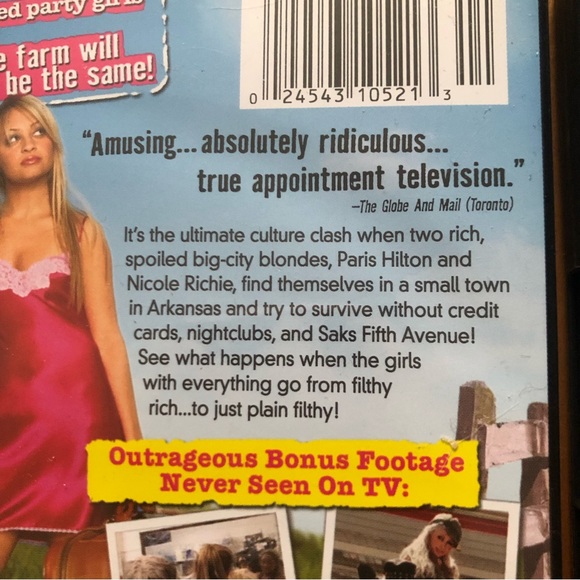 ed party girls
e farm will
be the same!
0 24543 10521 3
"Amusing... absolutely ridiculous...
true appointment television."
–The Globe And Mail (Toronto)
It's the ultimate culture clash when two rich,
spoiled big-city blondes, Paris Hilton and
Nicole Richie, find themselves in a small town
in Arkansas and try to survive without credit
cards, nightclubs, and Saks Fifth Avenue!
See what happens when the girls
with everything go from filthy
rich...to just plain filthy!
Outrageous Bonus Footage
Never Seen On TV: